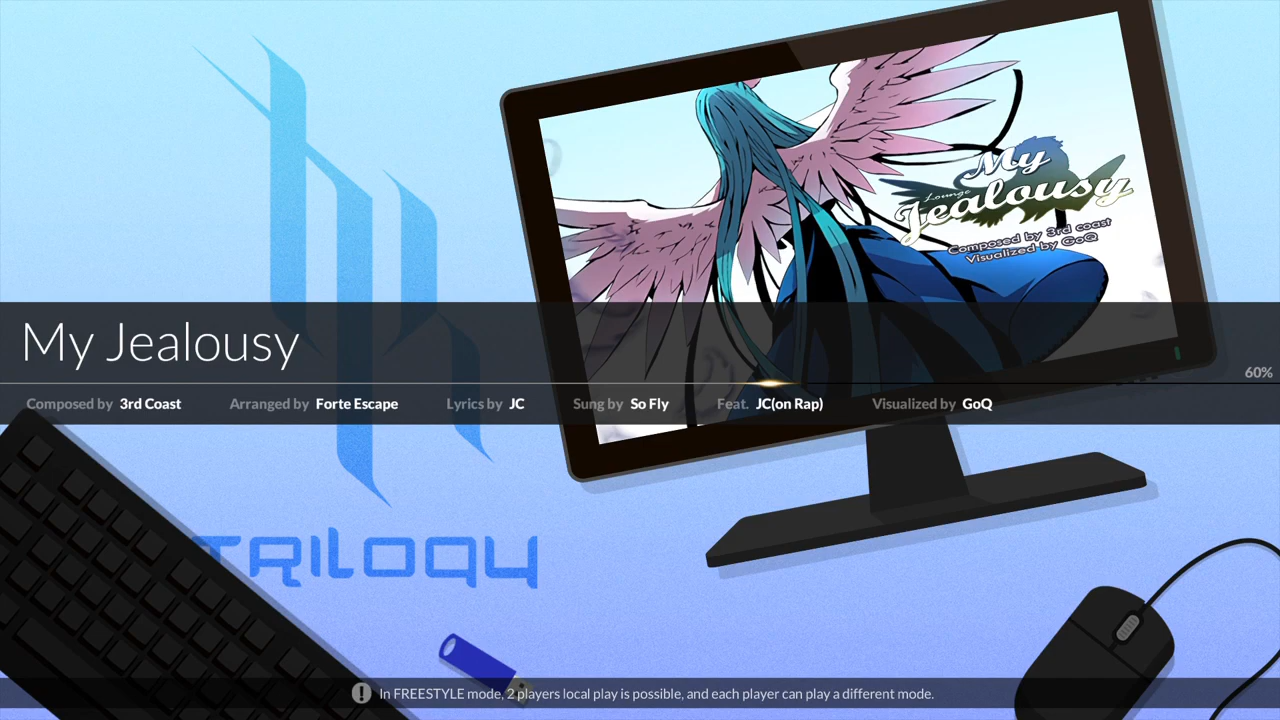 My
Lounge
Jealousy
Composed by 3rd coast
Visualized by GoQ
My Jealousy
60%
Composed by 3rd Coast Arranged by Forte Escape Lyrics by JC Sung by So Fly Feat. JC(on Rap) Visualized by GoQ
TRILOGY
In FREESTYLE mode, 2 players local play is possible, and each player can play a different mode.